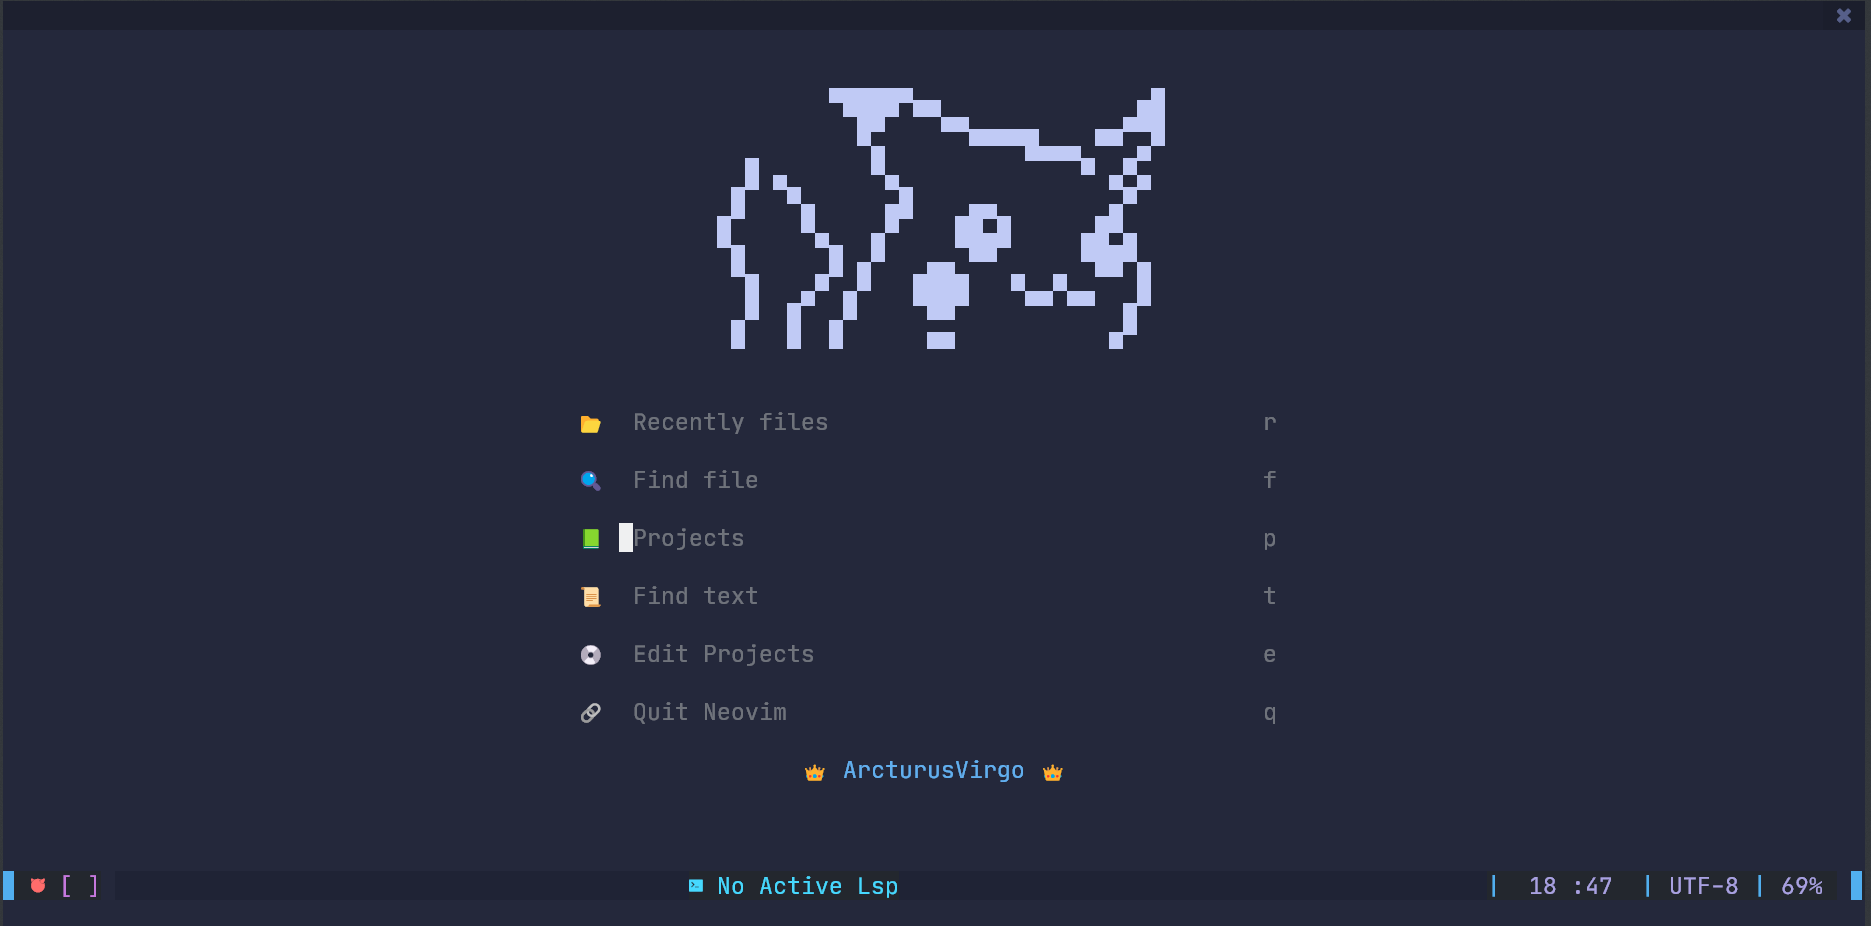 Recently files r
Find file f
Projects p
Find text t
Edit Projects e
Quit Neovim q
ArcturusVirgo
[ ] No Active Lsp | 18 :47 | UTF-8 | 69%